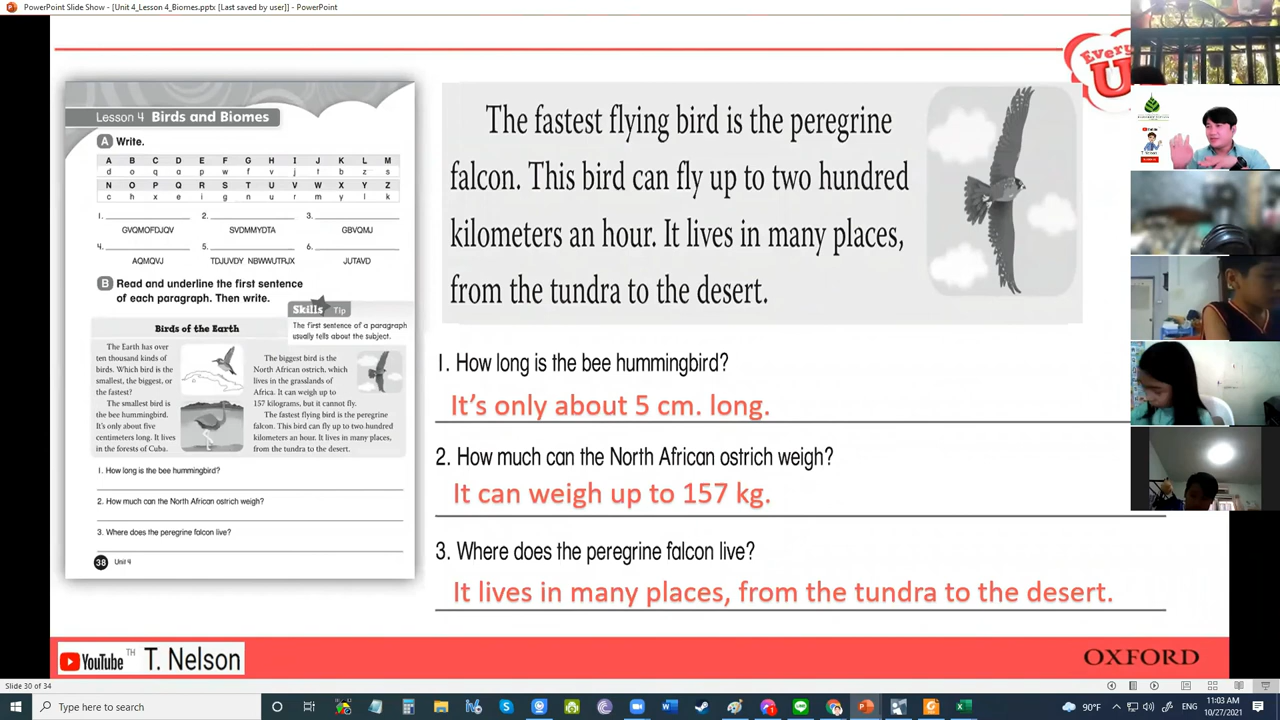 PowerPoint Slide Show - [Unit 4_Lesson 4_Biomes.pptx [Last saved by user]] - PowerPoint
Every
U
Lesson 4 Birds and Biomes
A Write.
A B C D E F G H I J K L M
d o q a p w f v j t b z s
N O P Q R S T U V W X Y Z
c h x e i g n u r m y l k
1. 2. 3.
GVQMOFDJQV SVDMMYDTA GBVQMJ
4. 5. 6.
AQMQVJ TDJUVDY NBWWUTRJX JUTAVD
B Read and underline the first sentence
of each paragraph. Then write.
Skills Tip
The first sentence of a paragraph
usually tells about the subject.
Birds of the Earth
The Earth has over
ten thousand kinds of
birds. Which bird is the
smallest, the biggest, or
the fastest?
The smallest bird is
the bee hummingbird.
It's only about five
centimeters long. It lives
in the forests of Cuba.
The biggest bird is the
North African ostrich, which
lives in the grasslands of
Africa. It can weigh up to
157 kilograms, but it cannot fly.
The fastest flying bird is the peregrine
falcon. This bird can fly up to two hundred
kilometers an hour. It lives in many places,
from the tundra to the desert.
1. How long is the bee hummingbird?
2. How much can the North African ostrich weigh?
3. Where does the peregrine falcon live?
38 Unit 4
The fastest flying bird is the peregrine
falcon. This bird can fly up to two hundred
kilometers an hour. It lives in many places,
from the tundra to the desert.
1. How long is the bee hummingbird?
It's only about 5 cm. long.
2. How much can the North African ostrich weigh?
It can weigh up to 157 kg.
3. Where does the peregrine falcon live?
It lives in many places, from the tundra to the desert.
YouTube TH T. Nelson
OXFORD
Slide 30 of 34
Type here to search
90°F
ENG
11:03 AM
10/27/2021